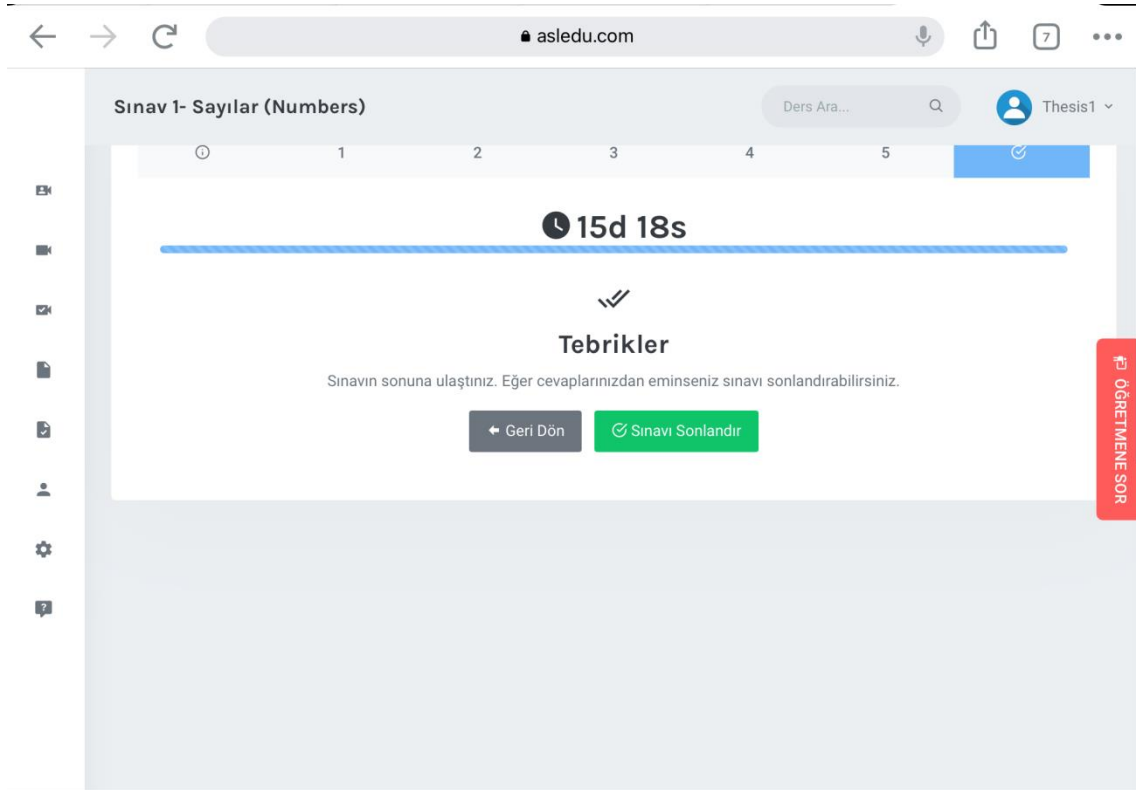 asledu.com
7
Sınav 1- Sayılar (Numbers)
Ders Ara...
Thesis1
1 2 3 4 5
15d 18s
Tebrikler
Sınavın sonuna ulaştınız. Eğer cevaplarınızdan eminseniz sınavı sonlandırabilirsiniz.
Geri Dön
Sınavı Sonlandır
ÖĞRETMENE SOR